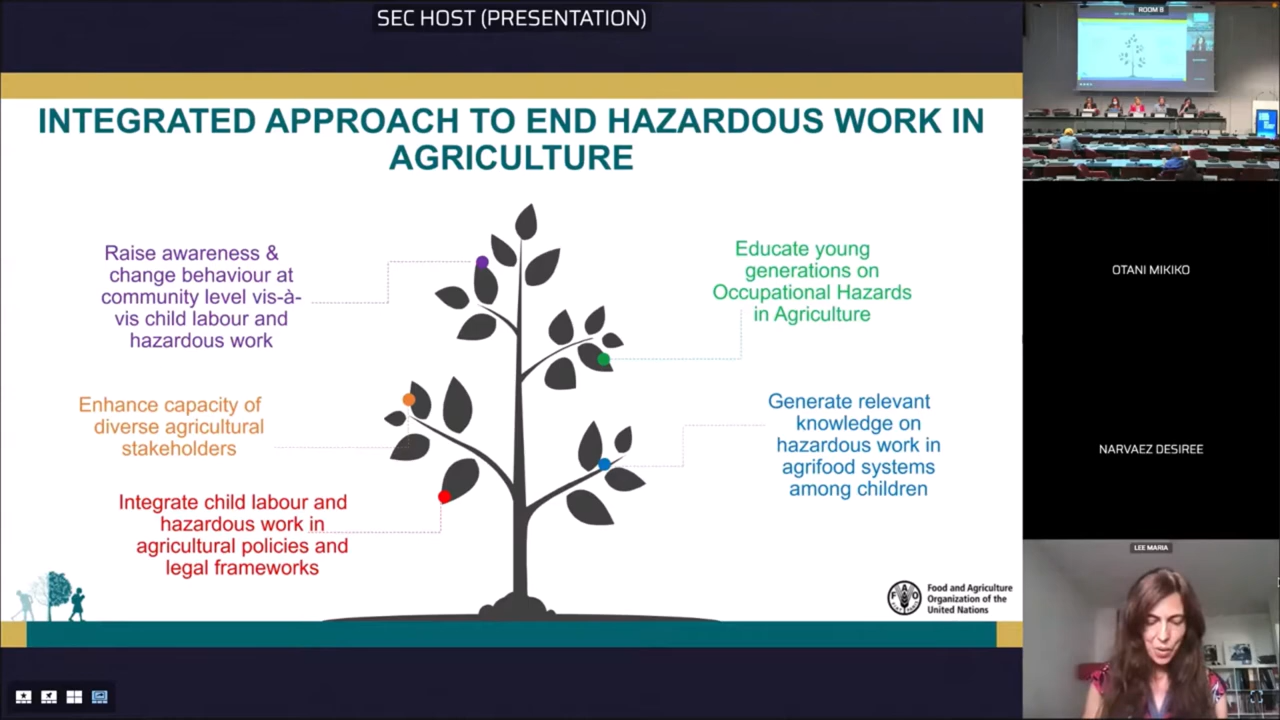 SEC HOST (PRESENTATION)
ROOM B
INTEGRATED APPROACH TO END HAZARDOUS WORK IN
AGRICULTURE
Raise awareness &
change behaviour at
community level vis-à-
vis child labour and
hazardous work
Educate young
generations on
Occupational Hazards
in Agriculture
Enhance capacity of
diverse agricultural
stakeholders
Generate relevant
knowledge on
hazardous work in
agrifood systems
among children
Integrate child labour and
hazardous work in
agricultural policies and
legal frameworks
FAO
Food and Agriculture
Organization of the
United Nations
OTANI MIKIKO
NARVAEZ DESIREE
LEE MARIA